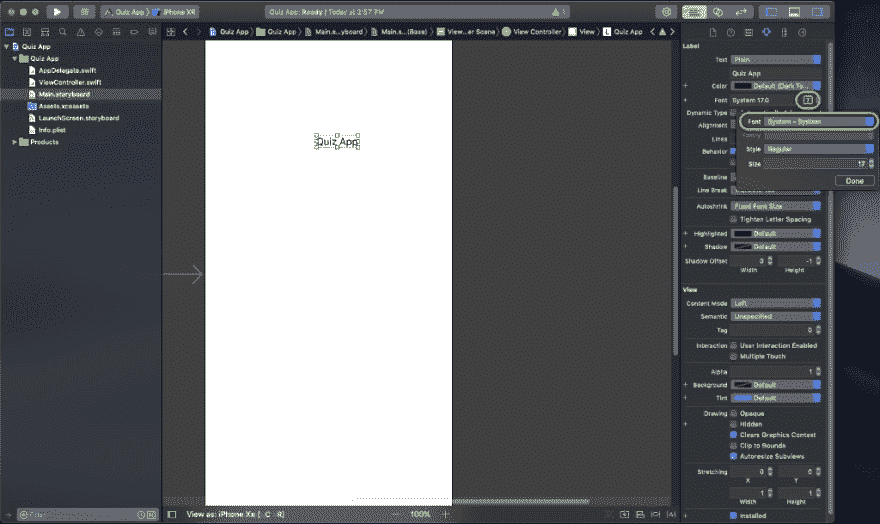 Quiz App
iPhone XR
Quiz App: Ready | Today at 2:57 PM
1
Quiz App
Quiz App
Main.s...yboard
Main.s...(Base)
View...er Scene
View Controller
View
L Quiz App
Quiz App
Quiz App
AppDelegate.swift
ViewController.swift
Main.storyboard
Assets.xcassets
LaunchScreen.storyboard
Info.plist
Products
Quiz App
Label
Text Plain
Quiz App
Color Default (Dark Te...
Font System 17.0
Dynamic Type
Alignment
Lines
Behavior
Baseline
Line Break
Font System - System
Family
Style Regular
Size 17
Done
Autoshrink Fixed Font Size
Tighten Letter Spacing
Highlighted Default
Shadow Default
Shadow Offset 0 -1
Width Height
View
Content Mode Left
Semantic Unspecified
Tag 0
Interaction User Interaction Enabled
Multiple Touch
Alpha 1
Background Default
Tint Default
Drawing Opaque
Hidden
Clears Graphics Context
Clip to Bounds
Autoresize Subviews
Stretching 0 0
X Y
1 1
Width Height
Installed
Filter
View as: iPhone XR ( C R)
100%